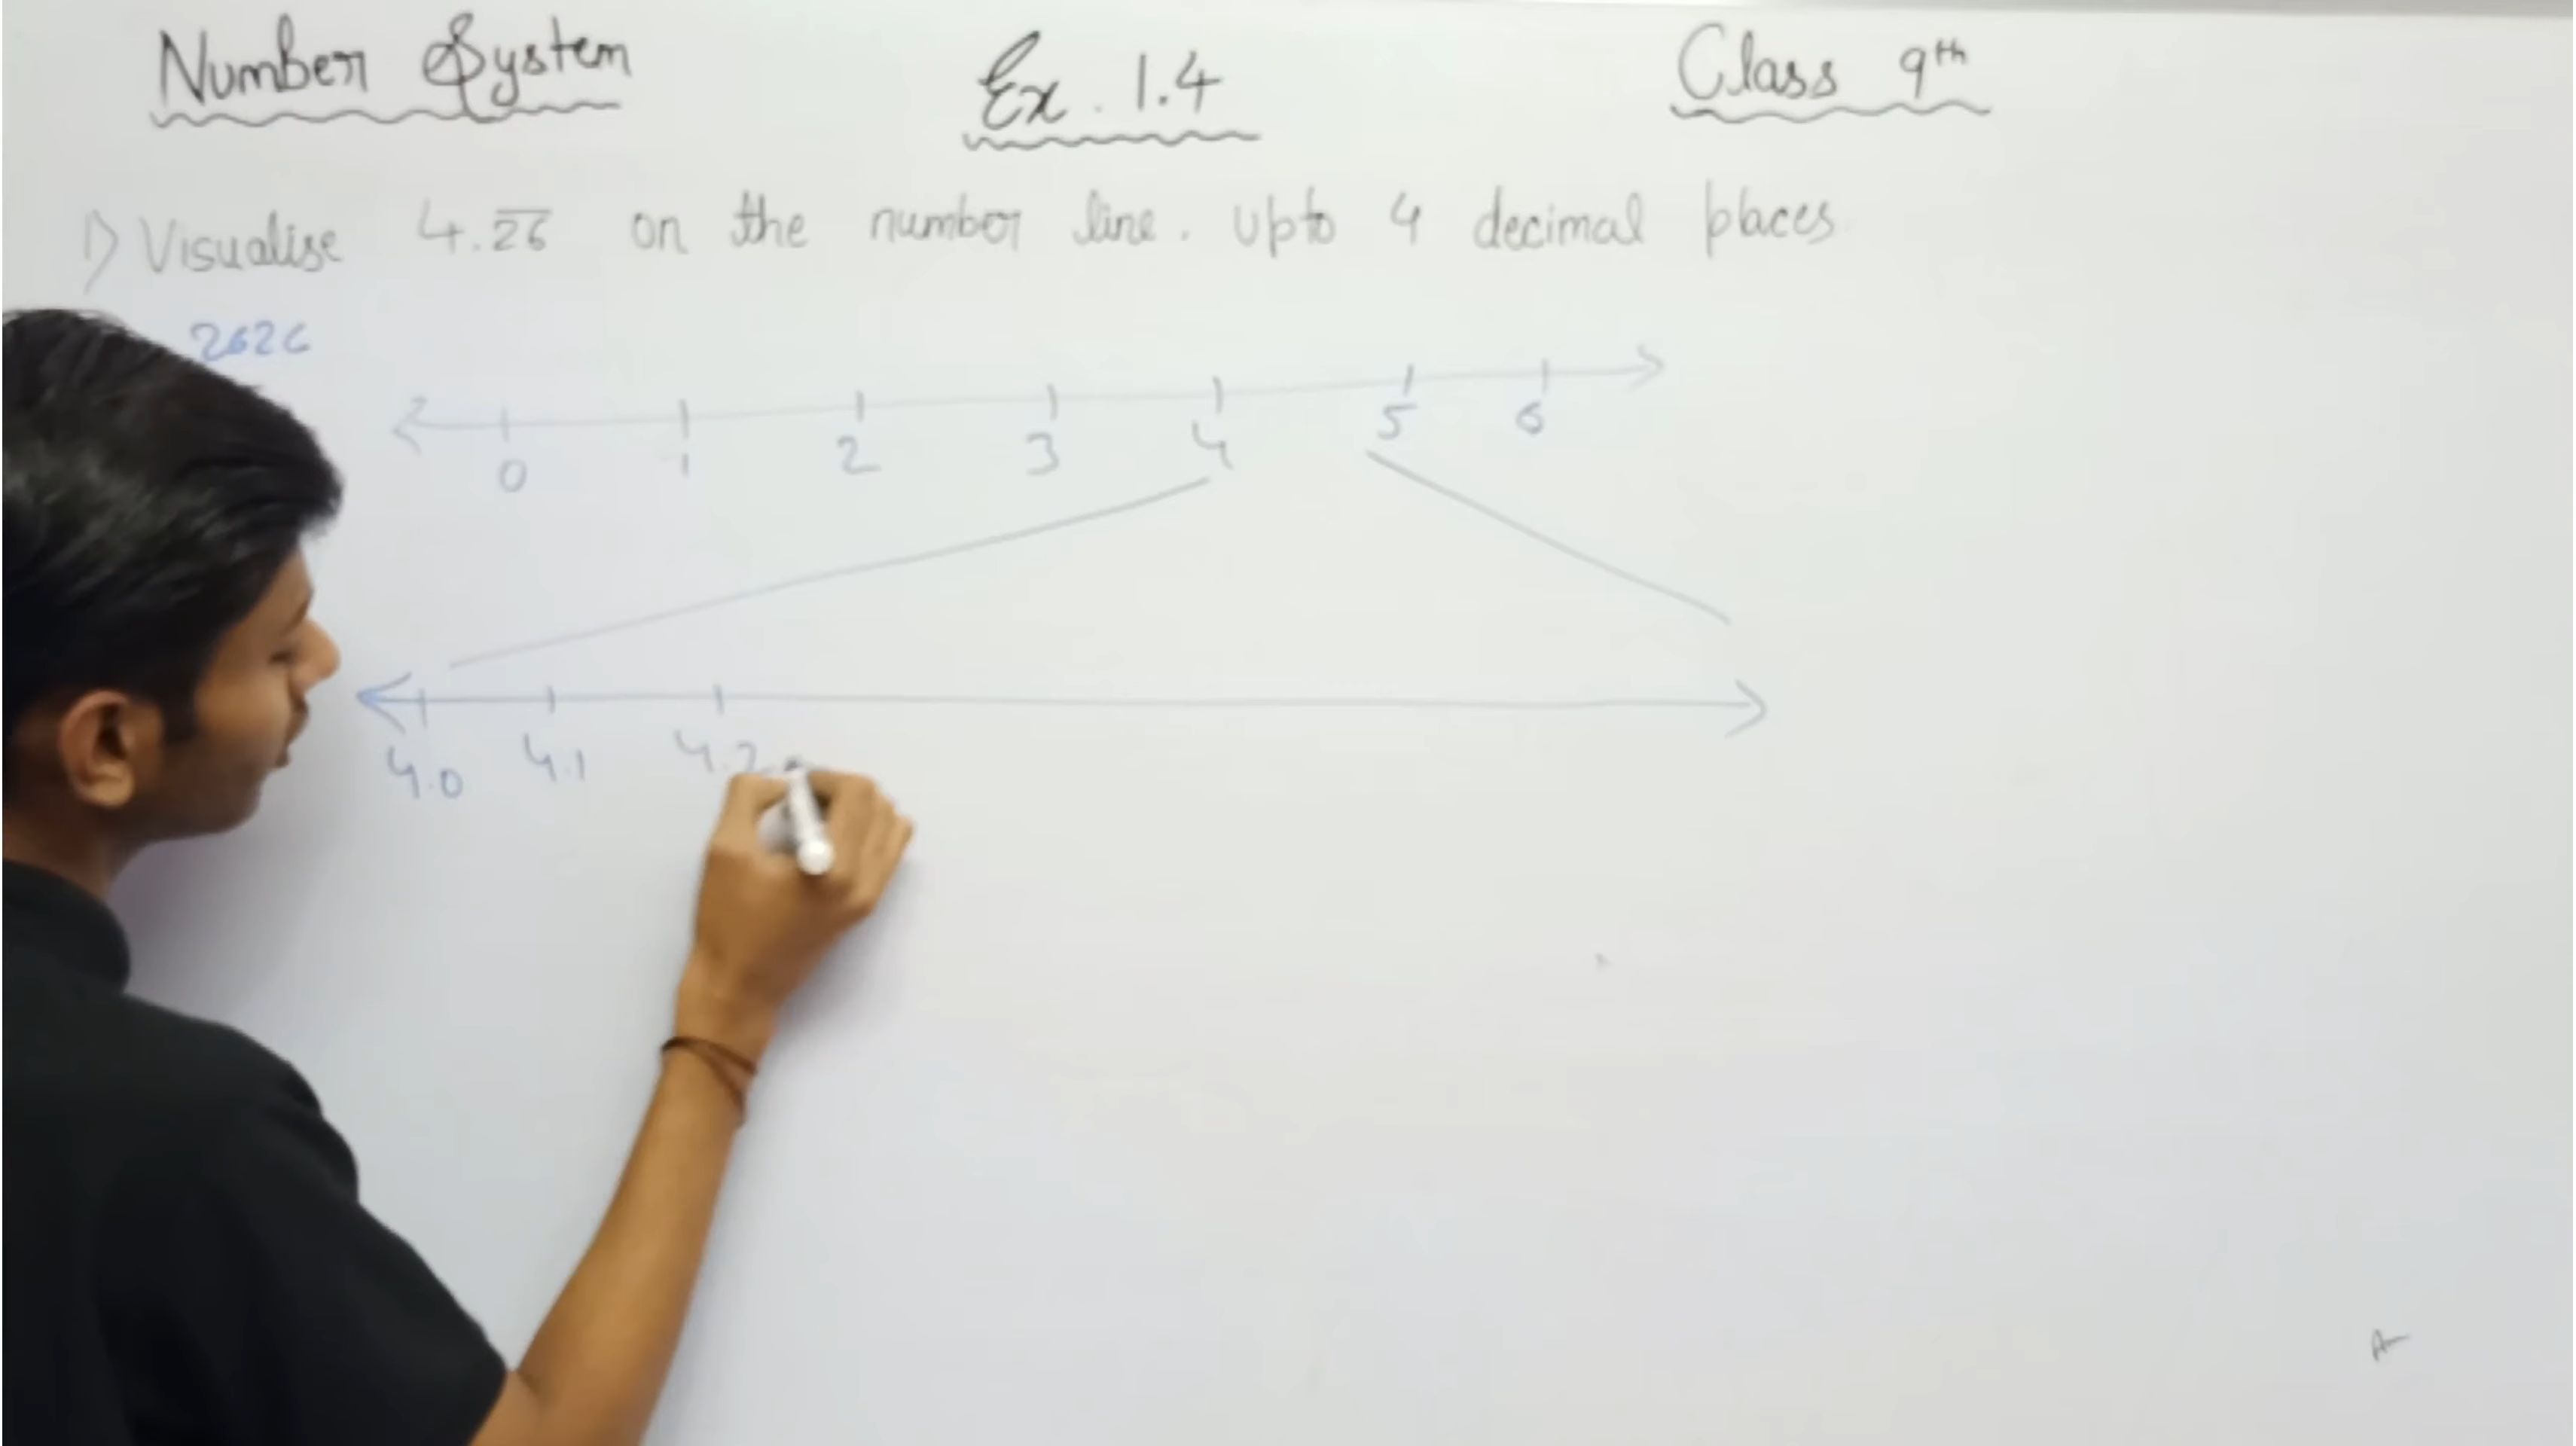 Number System Ex. 1.4 Class 9th
1) Visualise 4.2̅6̅ on the number line. upto 4 decimal places.
2626
0 1 2 3 4 5 6
4.0 4.1 4.2
A